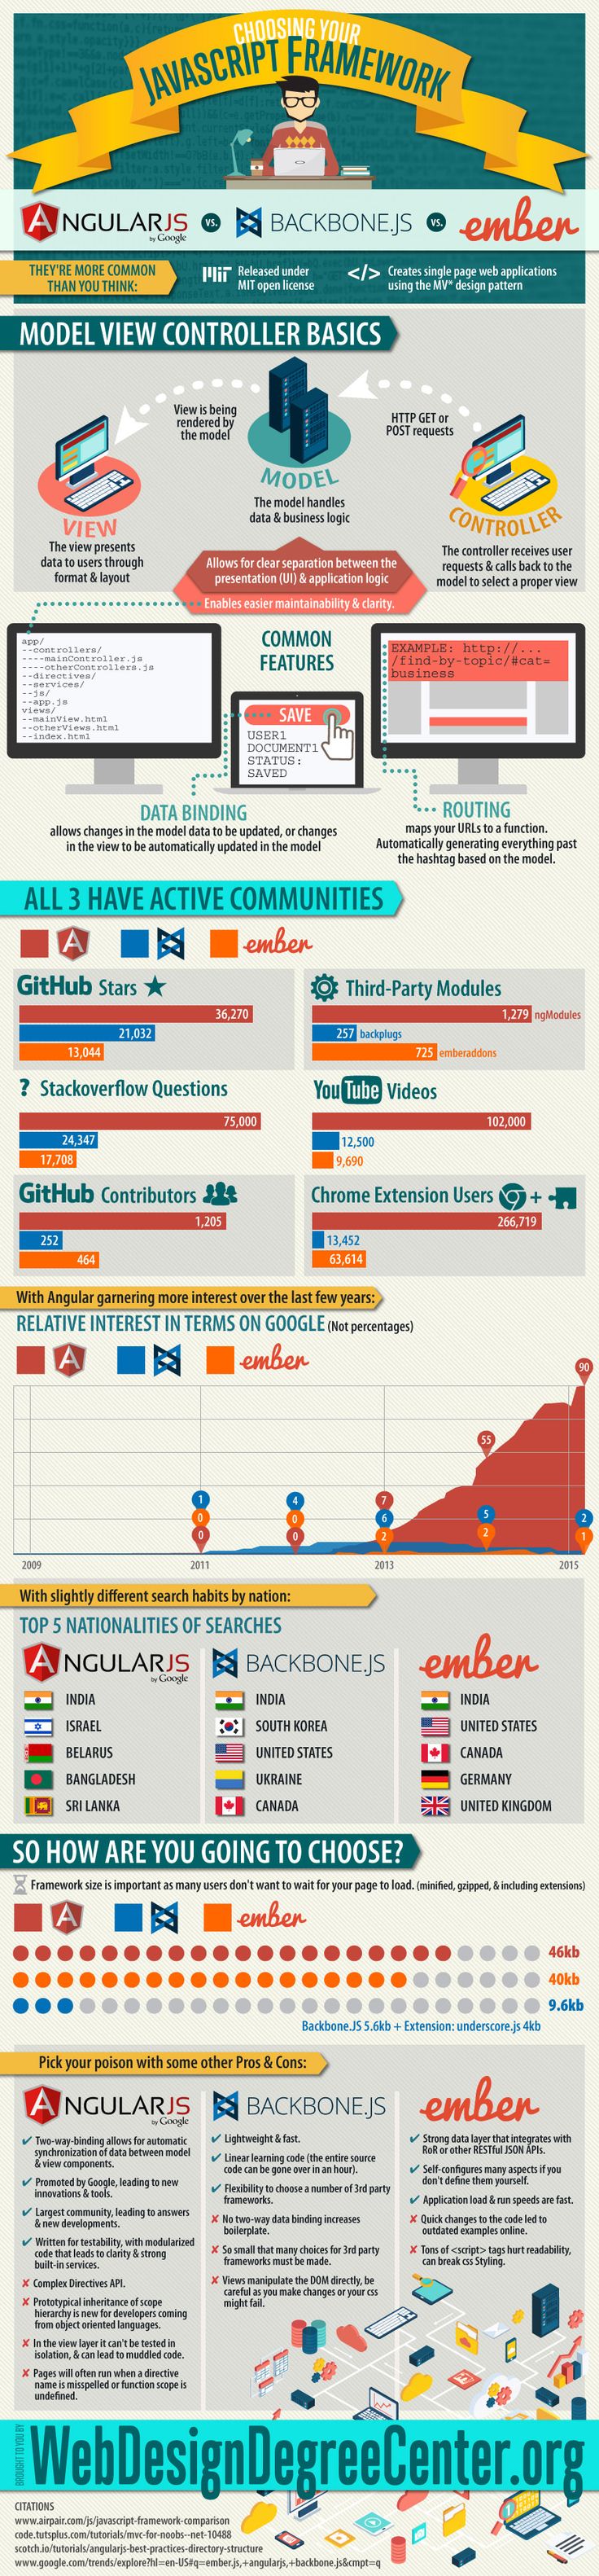 CHOOSING YOUR
JAVASCRIPT FRAMEWORK
ANGULARJS
by Google
VS.
BACKBONE.JS
VS.
ember
THEY'RE MORE COMMON
THAN YOU THINK:
MIT
Released under
MIT open license
</>
Creates single page web applications
using the MV* design pattern
MODEL VIEW CONTROLLER BASICS
View is being
rendered by
the model
HTTP GET or
POST requests
MODEL
The model handles
data & business logic
VIEW
The view presents
data to users through
format & layout
CONTROLLER
The controller receives user
requests & calls back to the
model to select a proper view
Allows for clear separation between the
presentation (UI) & application logic
Enables easier maintainability & clarity.
app/
--controllers/
----mainController.js
----otherControllers.js
--directives/
--services/
--js/
--app.js
views/
--mainView.html
--otherViews.html
--index.html
COMMON
FEATURES
SAVE
USER1
DOCUMENT1
STATUS:
SAVED
EXAMPLE: http://...
/find-by-topic/#cat=
business
DATA BINDING
allows changes in the model data to be updated, or changes
in the view to be automatically updated in the model
ROUTING
maps your URLs to a function.
Automatically generating everything past
the hashtag based on the model.
ALL 3 HAVE ACTIVE COMMUNITIES
ember
GitHub Stars
36,270
21,032
13,044
Third-Party Modules
1,279 ngModules
257 backplugs
725 emberaddons
? Stackoverflow Questions
75,000
24,347
17,708
YouTube Videos
102,000
12,500
9,690
GitHub Contributors
1,205
252
464
Chrome Extension Users +
266,719
13,452
63,614
With Angular garnering more interest over the last few years:
RELATIVE INTEREST IN TERMS ON GOOGLE (Not percentages)
ember
90
55
1
0
0
4
0
0
7
6
2
5
2
2
1
2009
2011
2013
2015
With slightly different search habits by nation:
TOP 5 NATIONALITIES OF SEARCHES
ANGULARJS
by Google
INDIA
ISRAEL
BELARUS
BANGLADESH
SRI LANKA
BACKBONE.JS
INDIA
SOUTH KOREA
UNITED STATES
UKRAINE
CANADA
ember
INDIA
UNITED STATES
CANADA
GERMANY
UNITED KINGDOM
SO HOW ARE YOU GOING TO CHOOSE?
Framework size is important as many users don't want to wait for your page to load. (minified, gzipped, & including extensions)
ember
46kb
40kb
9.6kb
Backbone.JS 5.6kb + Extension: underscore.js 4kb
Pick your poison with some other Pros & Cons:
ANGULARJS
by Google
✔ Two-way-binding allows for automatic
synchronization of data between model
& view components.
✔ Promoted by Google, leading to new
innovations & tools.
✔ Largest community, leading to answers
& new developments.
✔ Written for testability, with modularized
code that leads to clarity & strong
built-in services.
✘ Complex Directives API.
✘ Prototypical inheritance of scope
hierarchy is new for developers coming
from object oriented languages.
✘ In the view layer it can't be tested in
isolation, & can lead to muddled code.
✘ Pages will often run when a directive
name is misspelled or function scope is
undefined.
BACKBONE.JS
✔ Lightweight & fast.
✔ Linear learning code (the entire source
code can be gone over in an hour).
✔ Flexibility to choose a number of 3rd party
frameworks.
✘ No two-way data binding increases
boilerplate.
✘ So small that many choices for 3rd party
frameworks must be made.
✘ Views manipulate the DOM directly, be
careful as you make changes or your css
might fail.
ember
✔ Strong data layer that integrates with
RoR or other RESTful JSON APIs.
✔ Self-configures many aspects if you
don't define them yourself.
✔ Application load & run speeds are fast.
✘ Quick changes to the code led to
outdated examples online.
✘ Tons of <script> tags hurt readability,
can break css Styling.
BROUGHT TO YOU BY
WebDesignDegreeCenter.org
CITATIONS
www.airpair.com/js/javascript-framework-comparison
code.tutsplus.com/tutorials/mvc-for-noobs--net-10488
scotch.io/tutorials/angularjs-best-practices-directory-structure
www.google.com/trends/explore?hl=en-US#q=ember.js,+angularjs,+backbone.js&cmpt=q